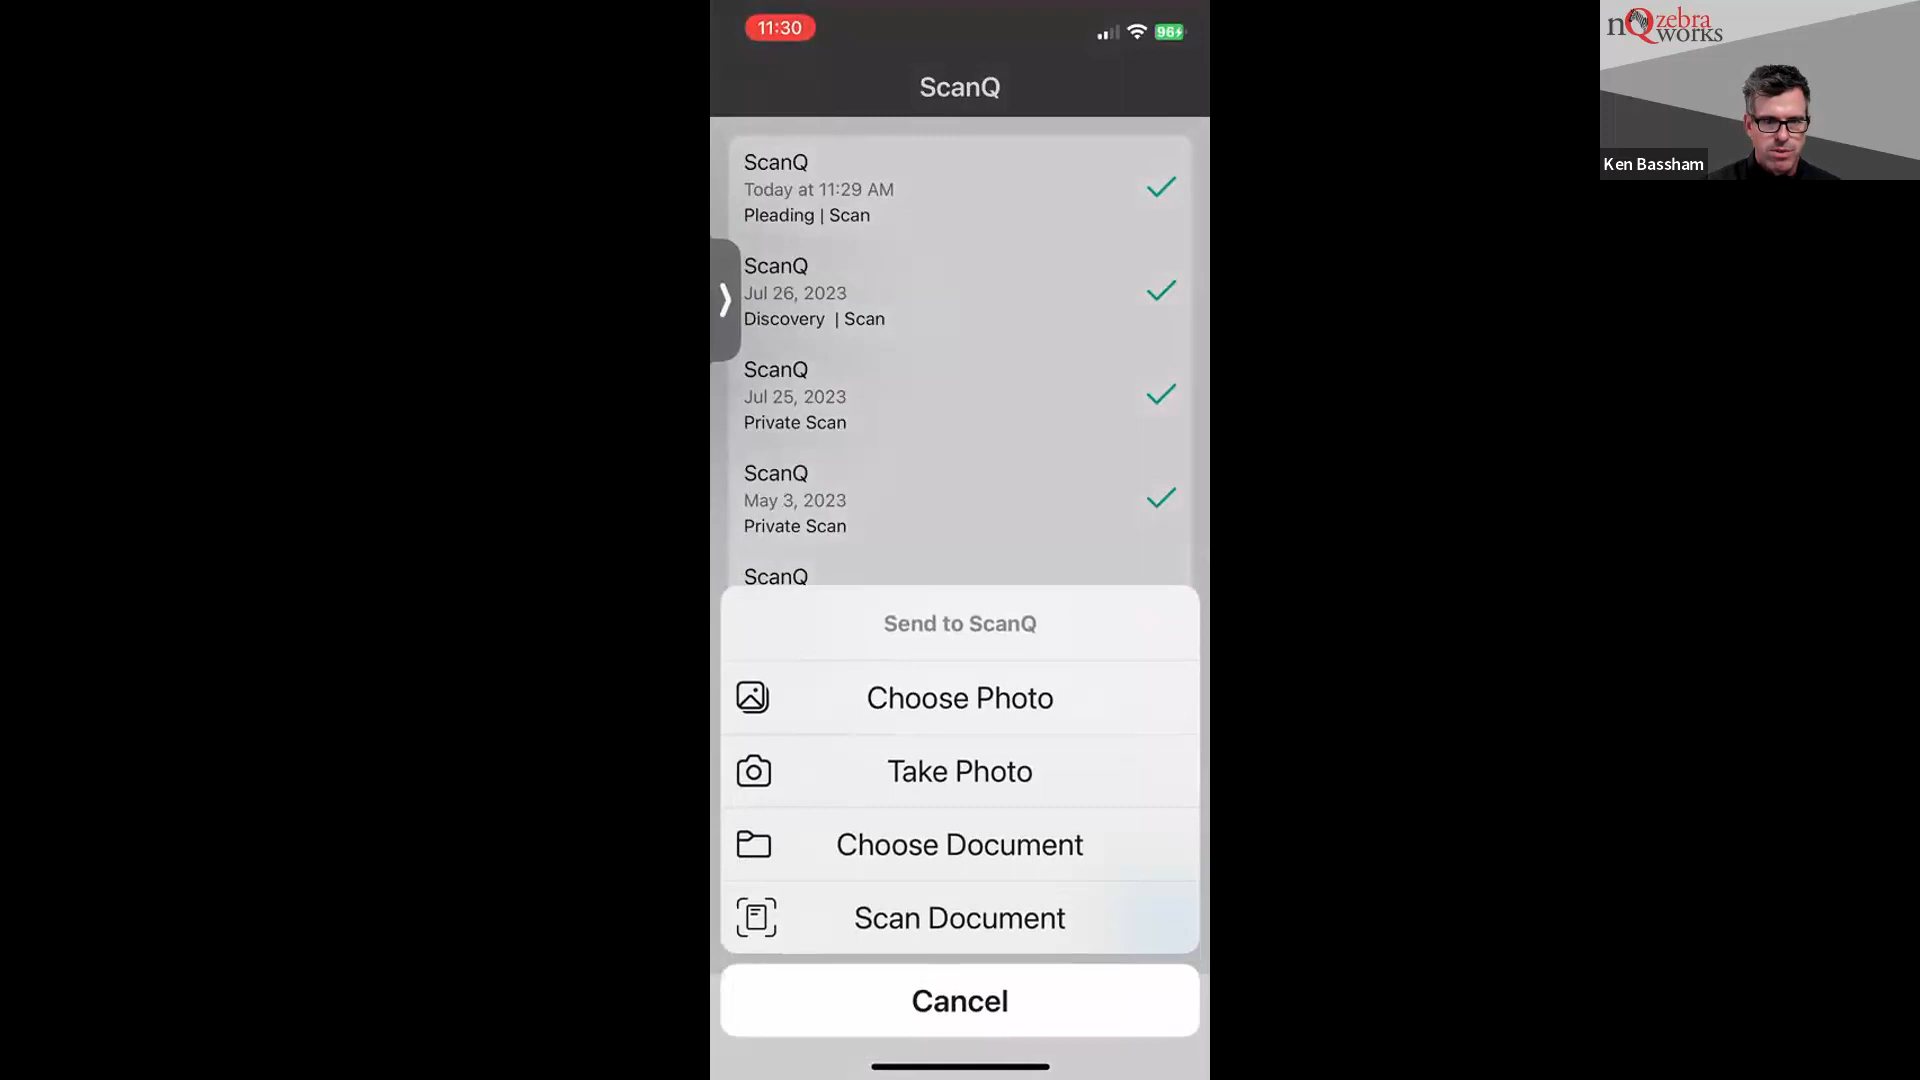 11:30
96
ScanQ
ScanQ
Today at 11:29 AM
Pleading | Scan
ScanQ
Jul 26, 2023
Discovery | Scan
ScanQ
Jul 25, 2023
Private Scan
ScanQ
May 3, 2023
Private Scan
ScanQ
Send to ScanQ
Choose Photo
Take Photo
Choose Document
Scan Document
Cancel
nQ zebra
works
Ken Bassham